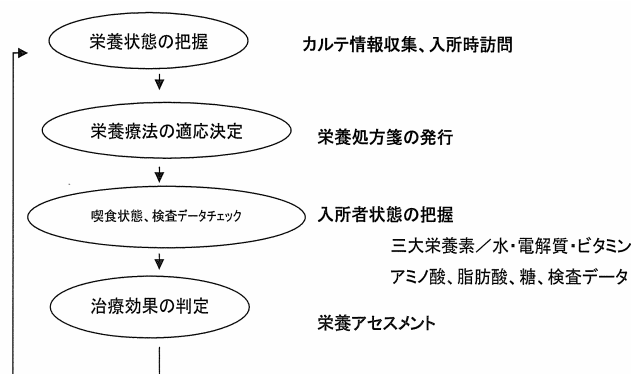 栄養状態の把握
カルテ情報収集、入所時訪問
栄養療法の適応決定
栄養処方箋の発行
喫食状態、検査データチェック
入所者状態の把握
三大栄養素／水・電解質・ビタミン
アミノ酸、脂肪酸、糖、検査データ
治療効果の判定
栄養アセスメント